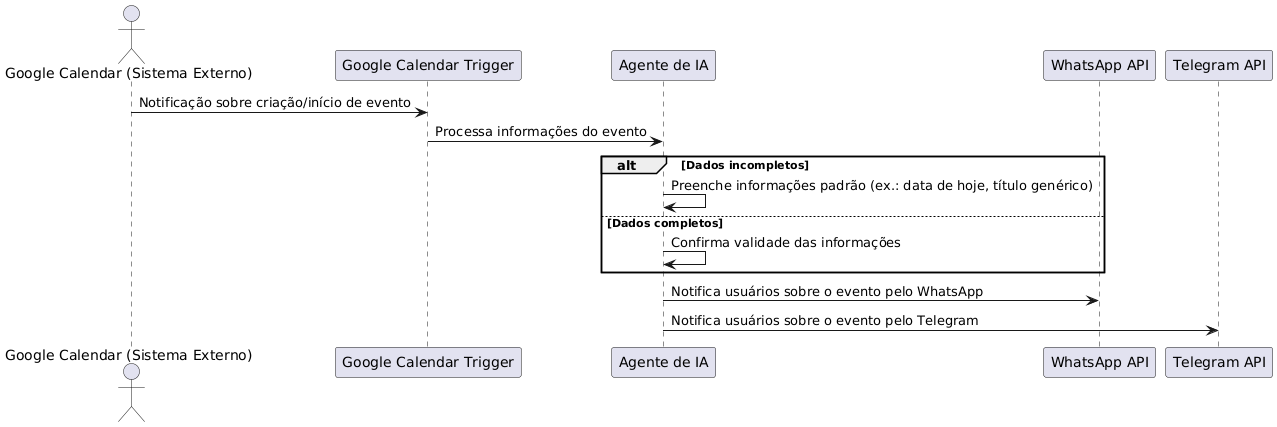 Google Calendar (Sistema Externo)
Google Calendar Trigger
Agente de IA
WhatsApp API
Telegram API
Notificação sobre criação/início de evento
Processa informações do evento
alt
[Dados incompletos]
Preenche informações padrão (ex.: data de hoje, título genérico)
[Dados completos]
Confirma validade das informações
Notifica usuários sobre o evento pelo WhatsApp
Notifica usuários sobre o evento pelo Telegram
Google Calendar (Sistema Externo)
Google Calendar Trigger
Agente de IA
WhatsApp API
Telegram API